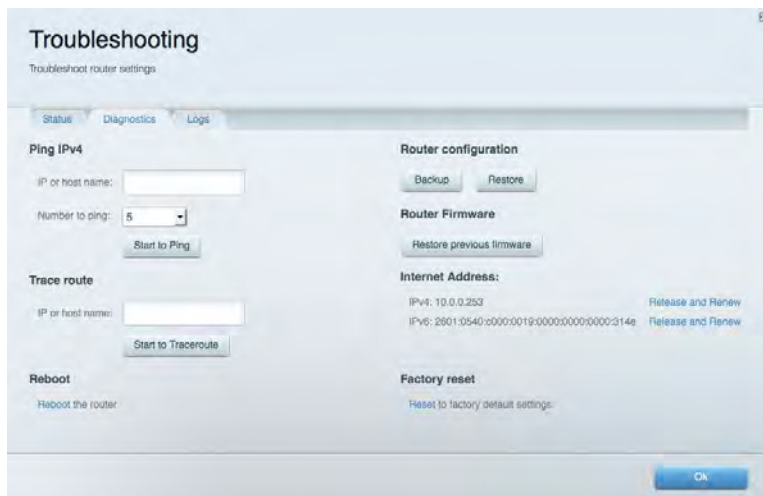 Troubleshooting
Troubleshoot router settings
Status Diagnostics Logs
Ping IPv4
IP or host name:
Number to ping: 5
Start to Ping
Trace route
IP or host name:
Start to Traceroute
Reboot
Reboot the router
Router configuration
Backup Restore
Router Firmware
Restore previous firmware
Internet Address:
IPv4: 10.0.0.253 Release and Renew
IPv6: 2601:0540:c000:0019:0000:0000:0000:314e Release and Renew
Factory reset
Reset to factory default settings.
Ok